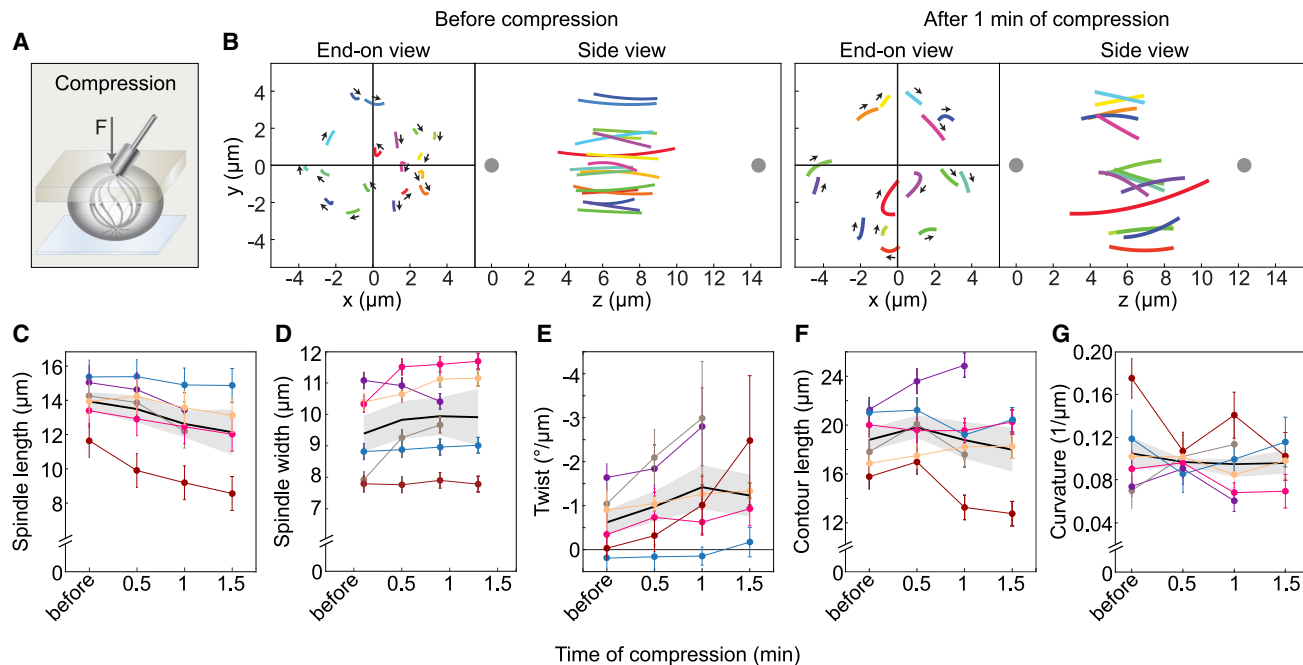 A
Compression
F
B
Before compression
After 1 min of compression
End-on view
Side view
End-on view
Side view
y (µm)
4
2
0
-2
-4
-4 -2 0 2 4
x (µm)
0 2 4 6 8 10 12 14
z (µm)
-4 -2 0 2 4
x (µm)
0 2 4 6 8 10 12 14
z (µm)
C
Spindle length (µm)
16
14
12
10
8
0
before 0.5 1 1.5
D
Spindle width (µm)
12
11
10
9
8
7
0
before 0.5 1
E
Twist (°/µm)
-4
-3
-2
-1
0
before 0.5 1 1.5
F
Contour length (µm)
24
20
16
12
0
before 0.5 1 1.5
G
Curvature (1/µm)
0.20
0.16
0.12
0.08
0.04
0
before 0.5 1 1.5
Time of compression (min)